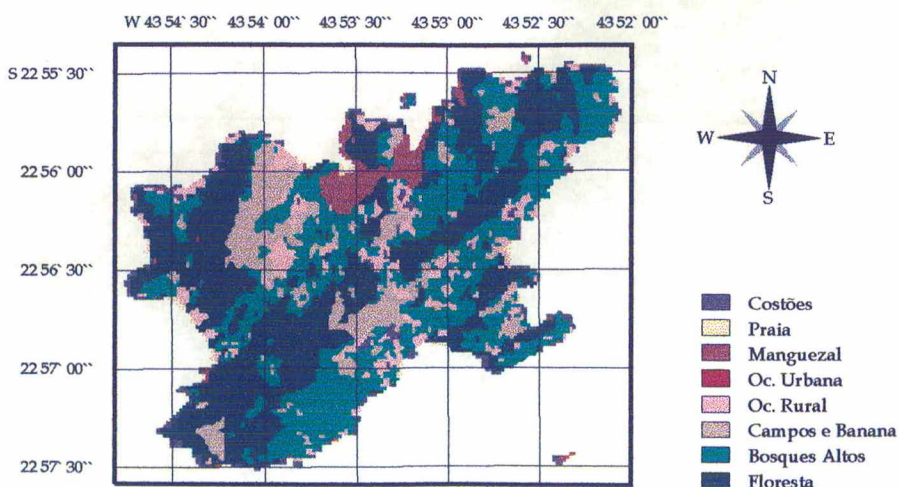 W 43 54` 30`` 43 54` 00`` 43 53` 30`` 43 53` 00`` 43 52` 30`` 43 52` 00``
S 22 55` 30``
22 56` 00``
22 56` 30``
22 57` 00``
22 57` 30``
N
W E
S
Costões
Praia
Manguezal
Oc. Urbana
Oc. Rural
Campos e Banana
Bosques Altos
Floresta